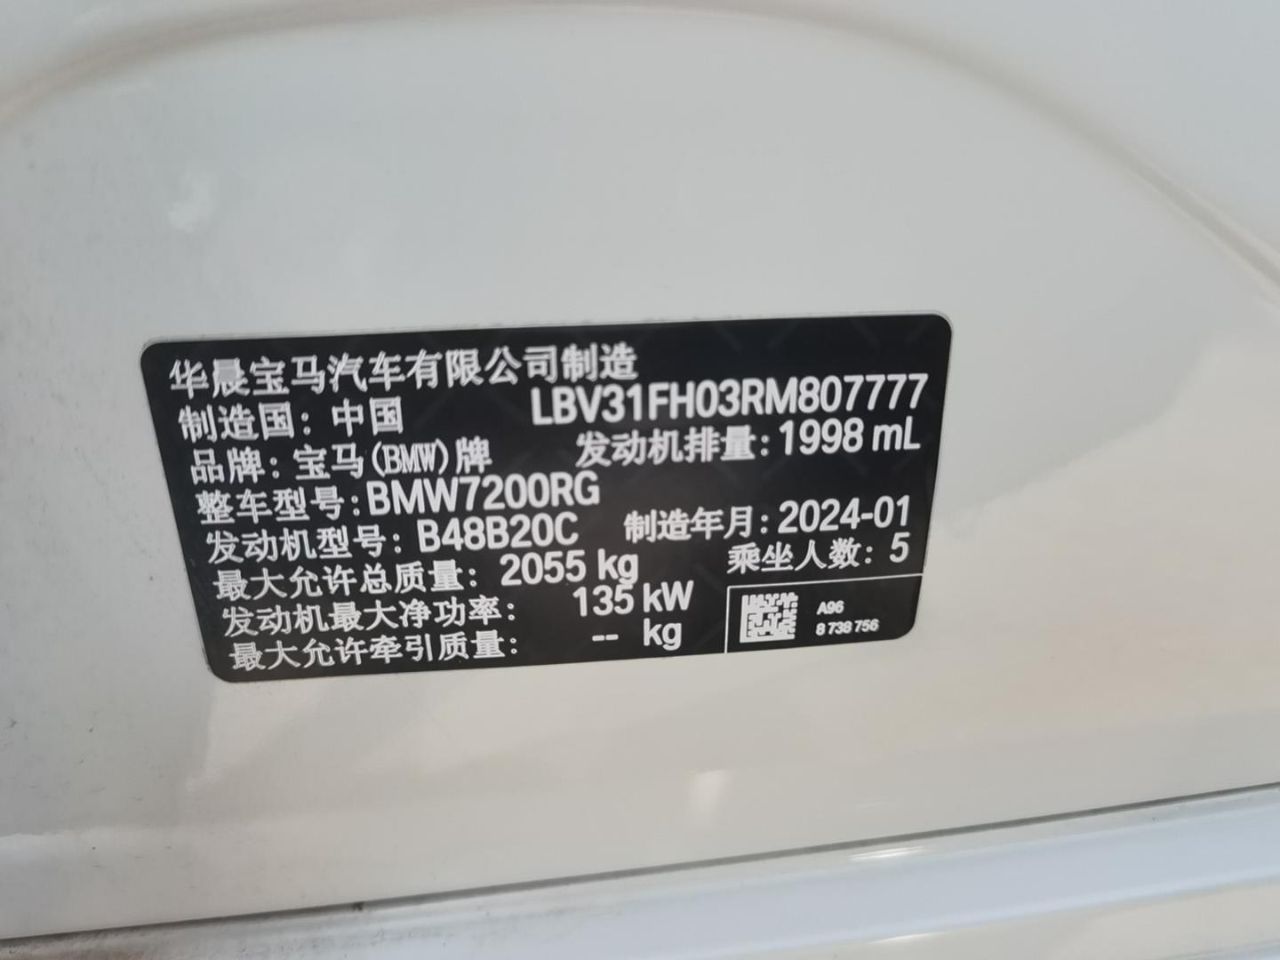 华晨宝马汽车有限公司制造
制造国：中国 LBV31FH03RM807777
品牌：宝马(BMW)牌 发动机排量：1998 mL
整车型号：BMW7200RG
发动机型号：B48B20C 制造年月：2024-01
最大允许总质量：2055 kg 乘坐人数：5
发动机最大净功率：135 kW
最大允许牵引质量：-- kg
A96
8 738 756